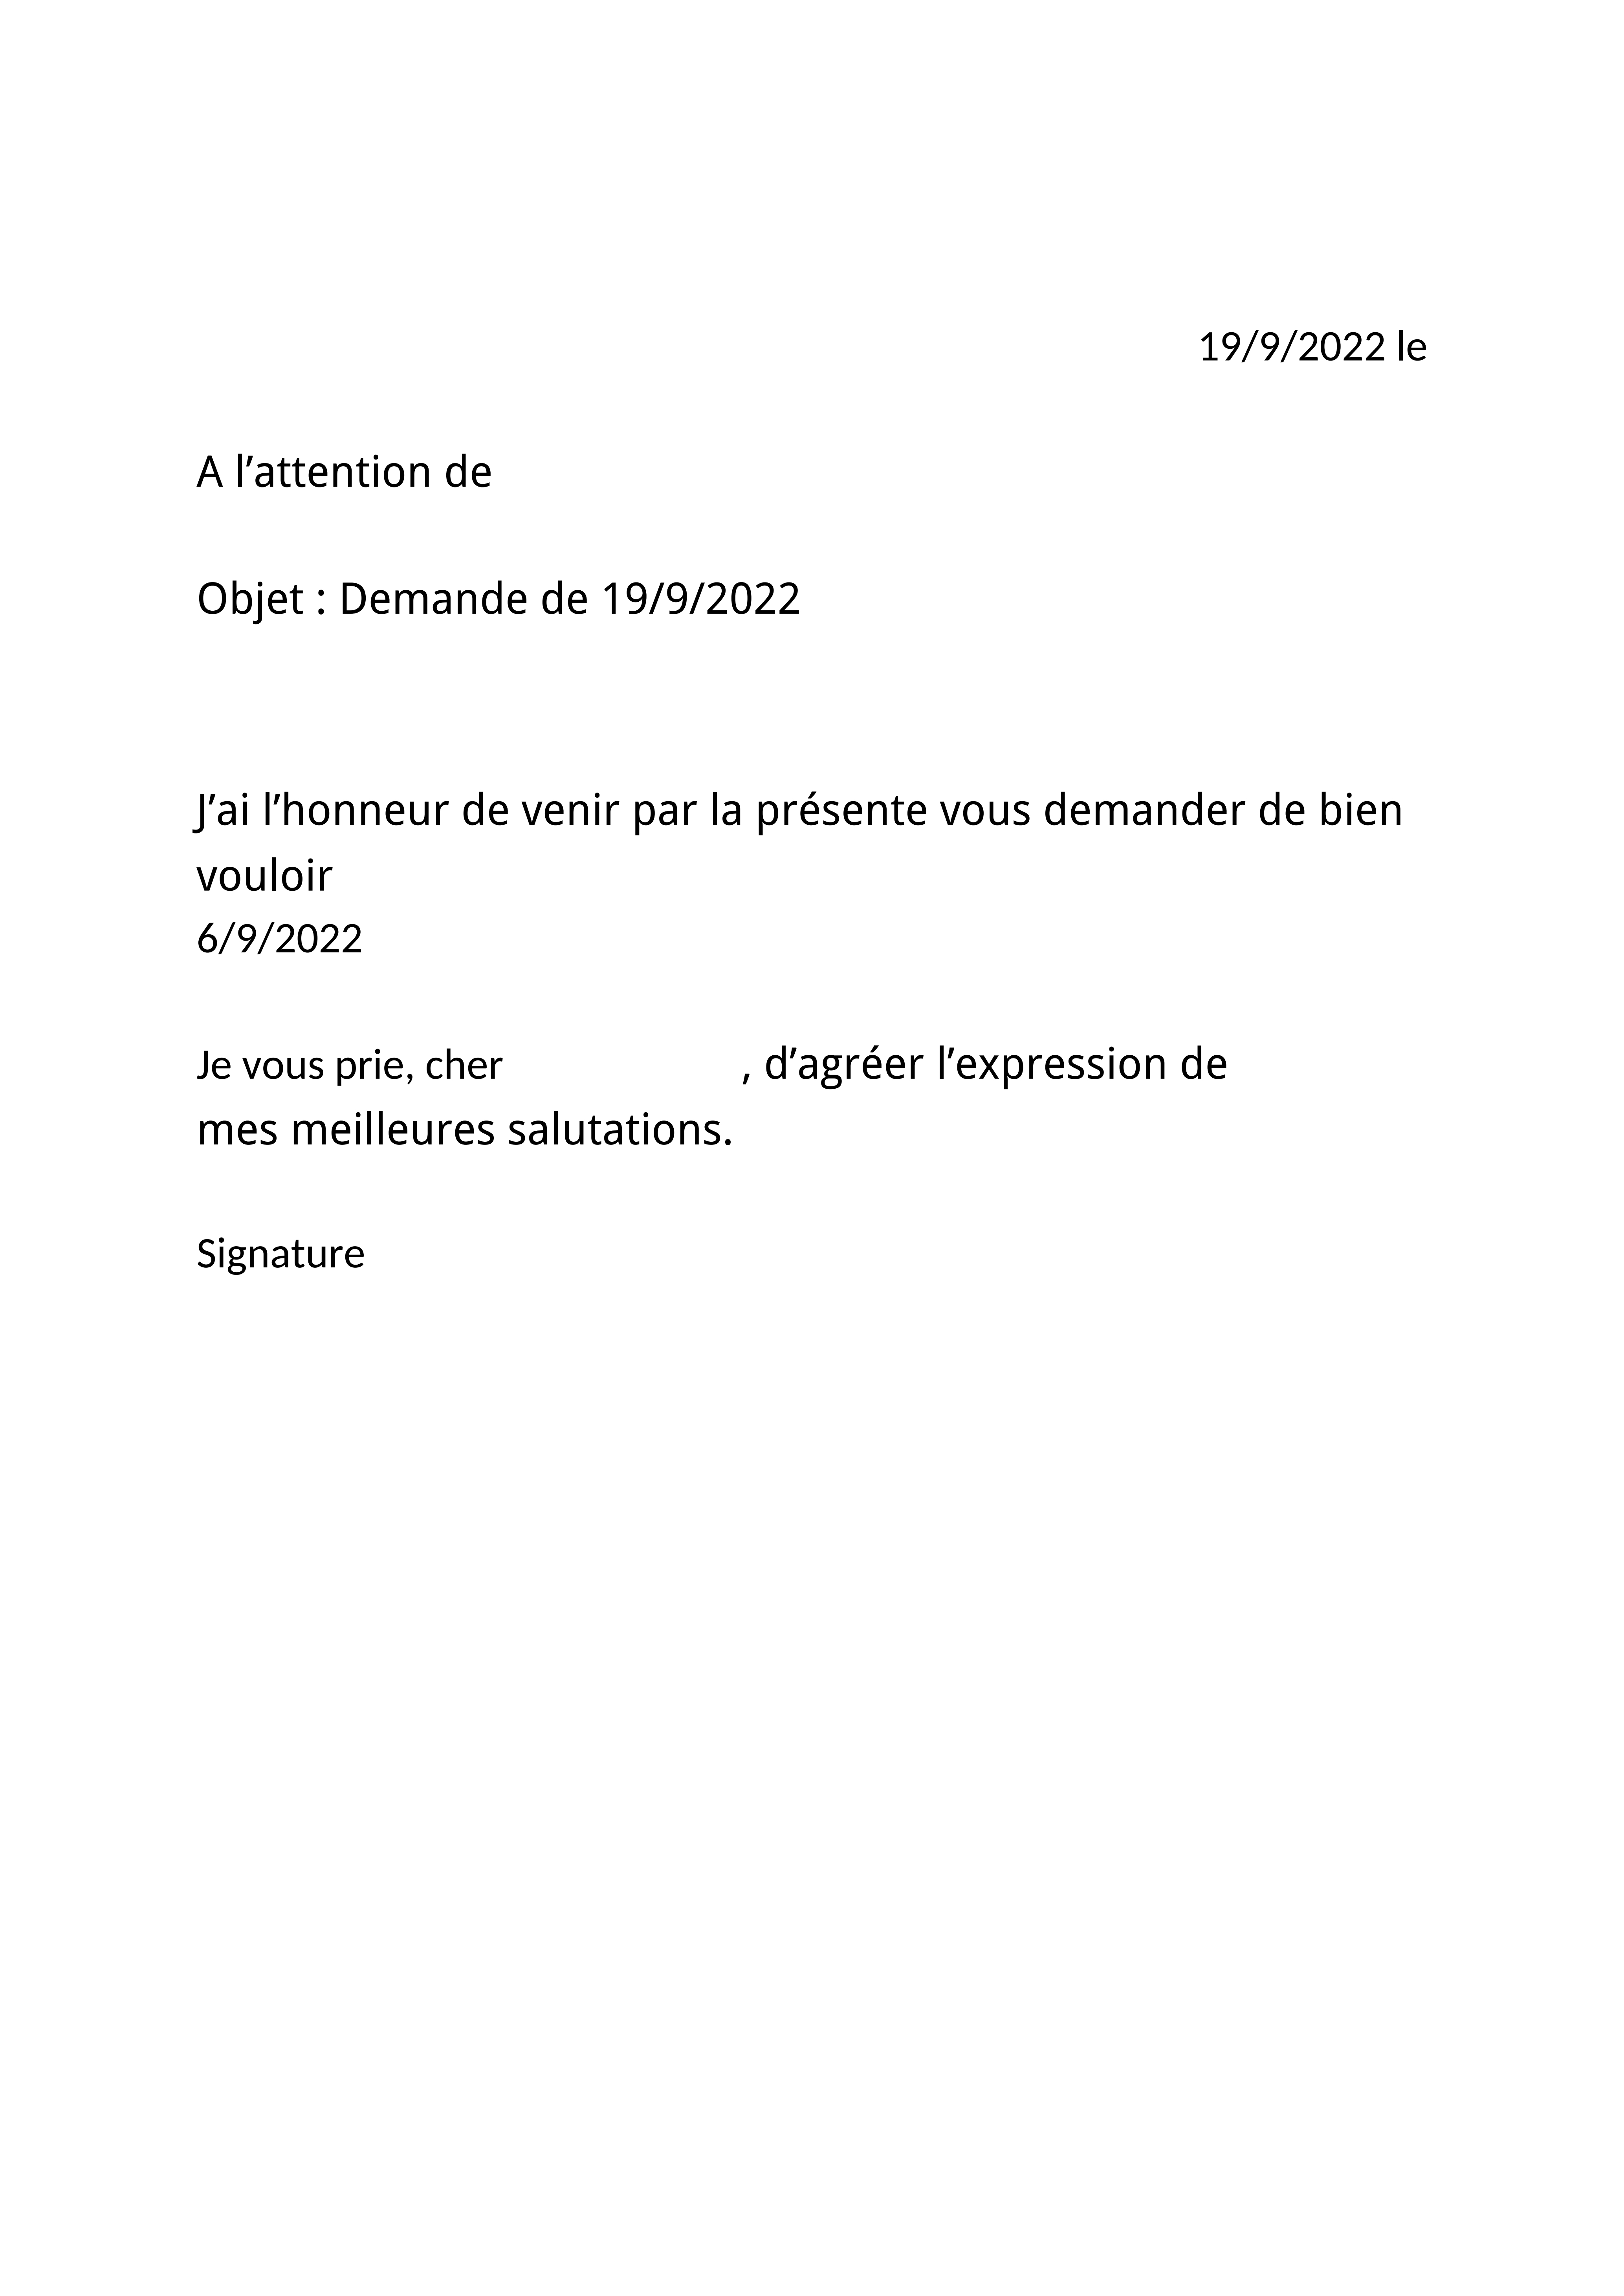 19/9/2022 le
A l’attention de
Objet : Demande de 19/9/2022
J’ai l’honneur de venir par la présente vous demander de bien
vouloir
6/9/2022
Je vous prie, cher , d’agréer l’expression de
mes meilleures salutations.
Signature